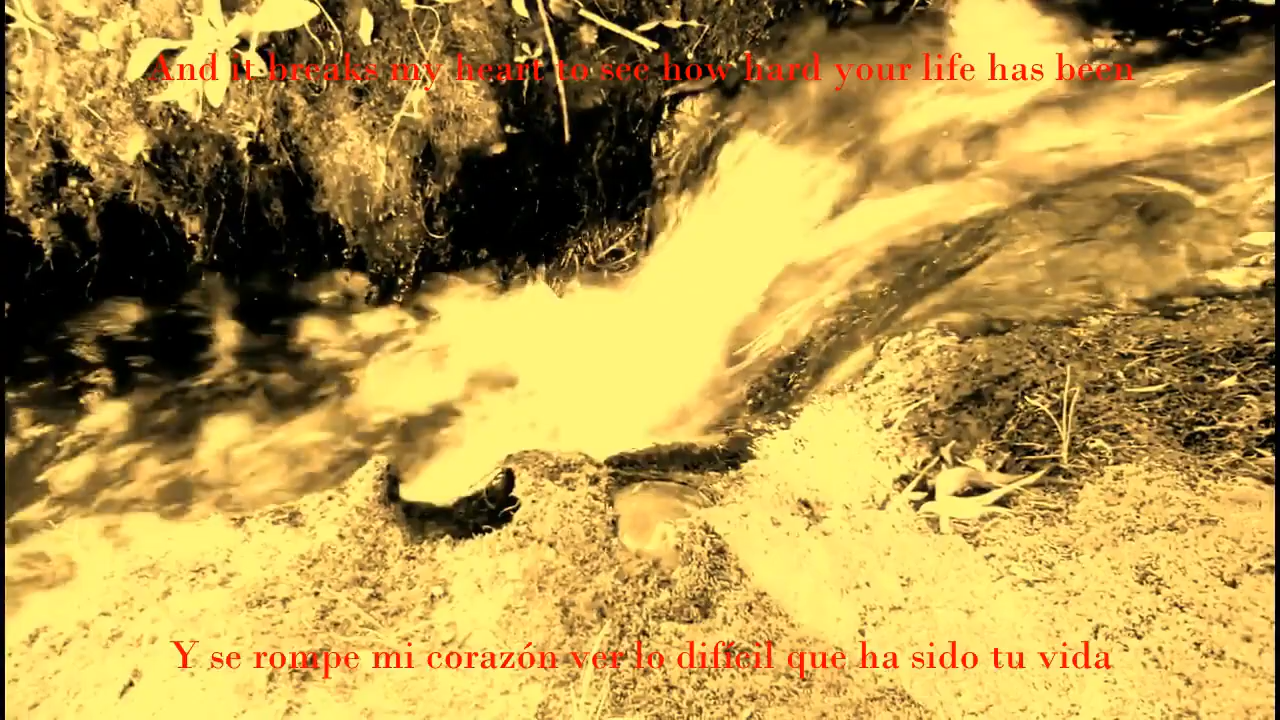 And it breaks my heart to see how hard your life has been
Y se rompe mi corazón ver lo difícil que ha sido tu vida